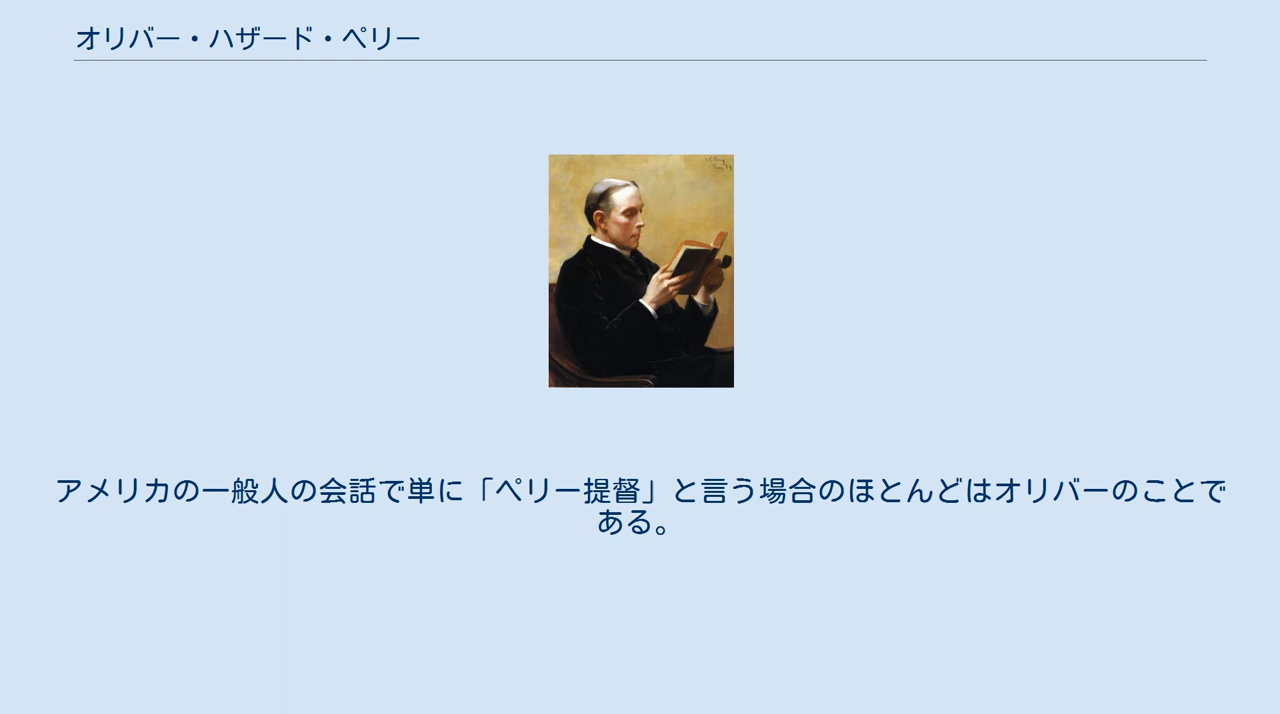 オリバー・ハザード・ペリー
アメリカの一般人の会話で単に「ペリー提督」と言う場合のほとんどはオリバーのことで
ある。